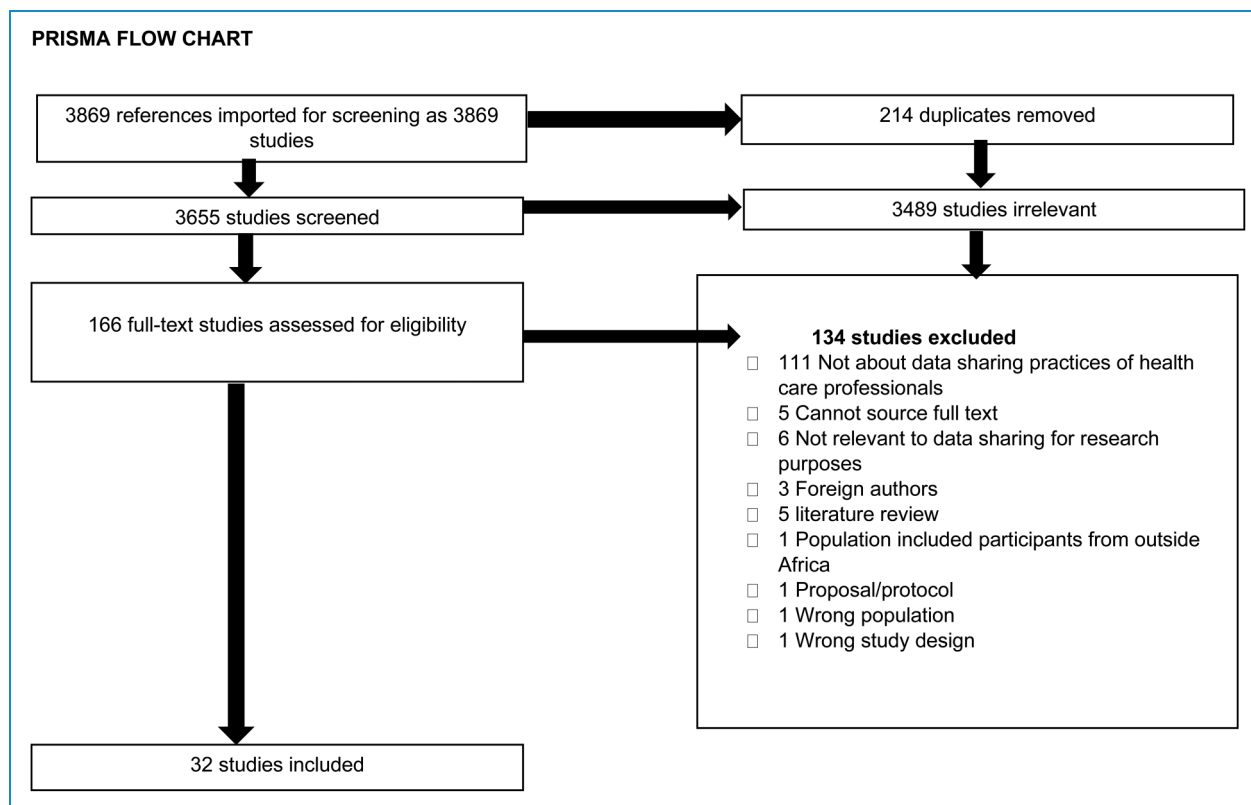 PRISMA FLOW CHART
3869 references imported for screening as 3869
studies
214 duplicates removed
3655 studies screened
3489 studies irrelevant
166 full-text studies assessed for eligibility
134 studies excluded
111 Not about data sharing practices of health
care professionals
5 Cannot source full text
6 Not relevant to data sharing for research
purposes
3 Foreign authors
5 literature review
1 Population included participants from outside
Africa
1 Proposal/protocol
1 Wrong population
1 Wrong study design
32 studies included